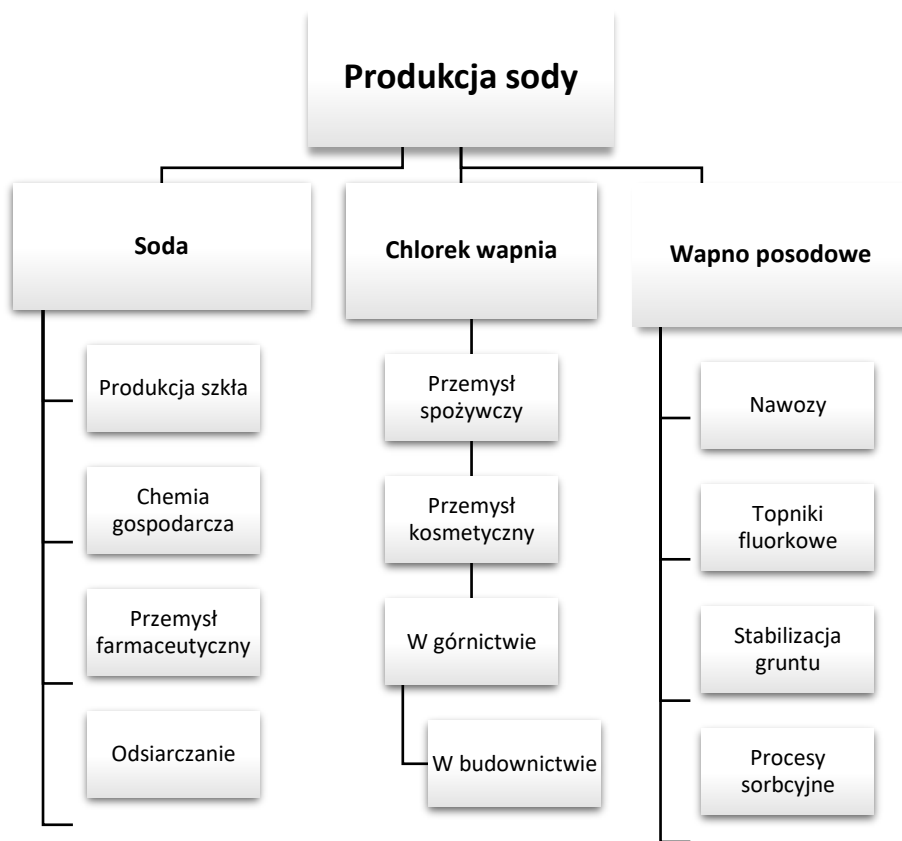 Produkcja sody
Soda
Produkcja szkła
Chemia
gospodarcza
Przemysł
farmaceutyczny
Odsiarczanie
Chlorek wapnia
Przemysł
spożywczy
Przemysł
kosmetyczny
W górnictwie
W budownictwie
Wapno posodowe
Nawozy
Topniki
fluorkowe
Stabilizacja
gruntu
Procesy
sorbcyjne